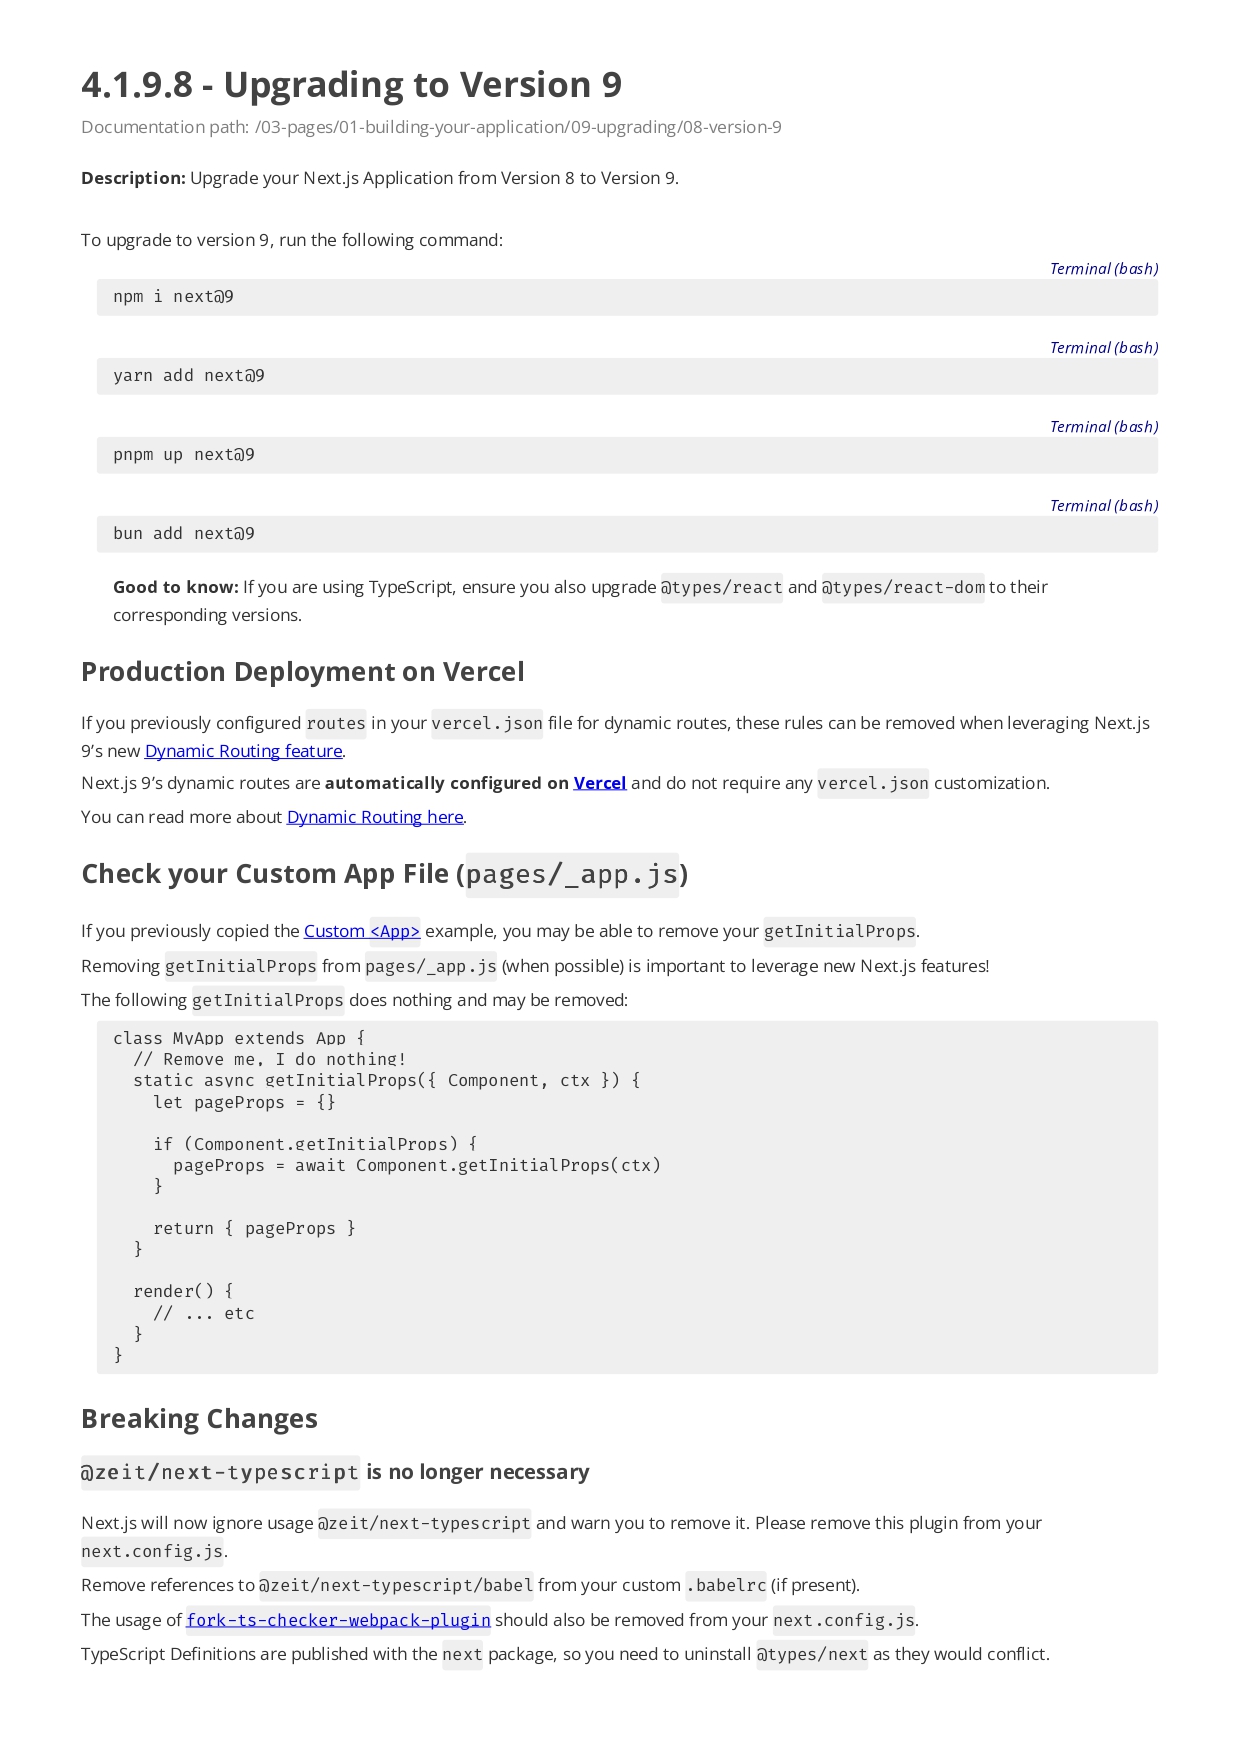 4.1.9.8 - Upgrading to Version 9
Documentation path: /03-pages/01-building-your-application/09-upgrading/08-version-9
Description: Upgrade your Next.js Application from Version 8 to Version 9.
To upgrade to version 9, run the following command:
Terminal (bash)
npm i next@9
Terminal (bash)
yarn add next@9
Terminal (bash)
pnpm up next@9
Terminal (bash)
bun add next@9
Good to know: If you are using TypeScript, ensure you also upgrade @types/react and @types/react-dom to their
corresponding versions.
Production Deployment on Vercel
If you previously configured routes in your vercel.json file for dynamic routes, these rules can be removed when leveraging Next.js
9’s new Dynamic Routing feature.
Next.js 9’s dynamic routes are automatically configured on Vercel and do not require any vercel.json customization.
You can read more about Dynamic Routing here.
Check your Custom App File (pages/_app.js)
If you previously copied the Custom <App> example, you may be able to remove your getInitialProps.
Removing getInitialProps from pages/_app.js (when possible) is important to leverage new Next.js features!
The following getInitialProps does nothing and may be removed:
class MyApp extends App {
  // Remove me, I do nothing!
  static async getInitialProps({ Component, ctx }) {
    let pageProps = {}
    if (Component.getInitialProps) {
      pageProps = await Component.getInitialProps(ctx)
    }
    return { pageProps }
  }
  render() {
    // ... etc
  }
}
Breaking Changes
@zeit/next-typescript is no longer necessary
Next.js will now ignore usage @zeit/next-typescript and warn you to remove it. Please remove this plugin from your
next.config.js.
Remove references to @zeit/next-typescript/babel from your custom .babelrc (if present).
The usage of fork-ts-checker-webpack-plugin should also be removed from your next.config.js.
TypeScript Definitions are published with the next package, so you need to uninstall @types/next as they would conflict.